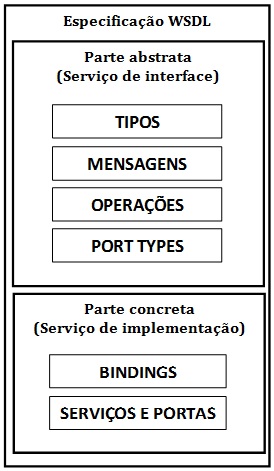 Especificação WSDL
Parte abstrata
(Serviço de interface)
TIPOS
MENSAGENS
OPERAÇÕES
PORT TYPES
Parte concreta
(Serviço de implementação)
BINDINGS
SERVIÇOS E PORTAS